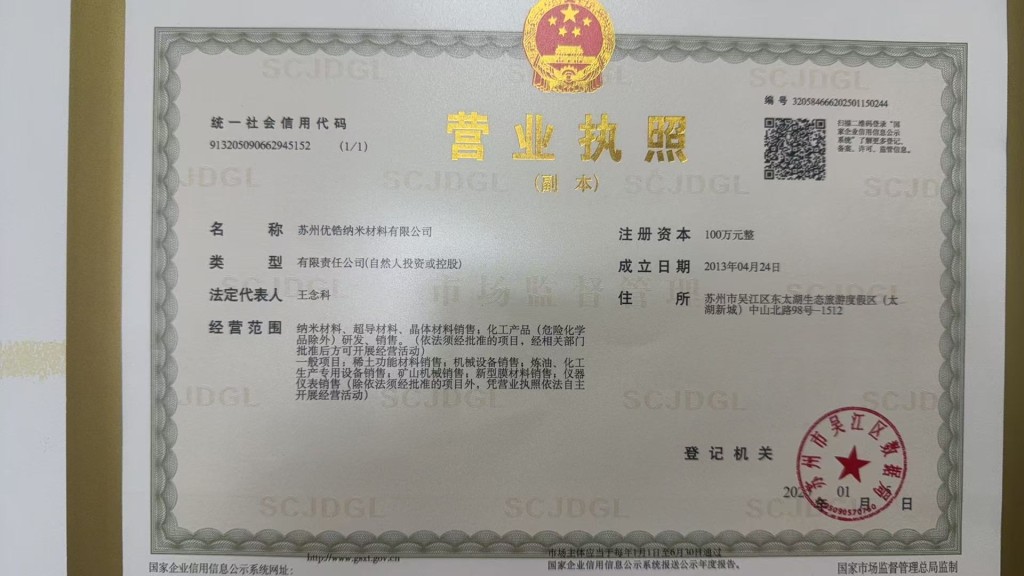 编号 320584666202501150244
统一社会信用代码
913205090662945152 (1/1)
营业执照
(副本)
扫描二维码登录“国
家企业信用信息公示
系统”了解更多登记、
备案、许可、监管信息。
名称 苏州优锆纳米材料有限公司
类型 有限责任公司(自然人投资或控股)
法定代表人 王念科
经营范围 纳米材料、超导材料、晶体材料销售；化工产品（危险化学
品除外）研发、销售。（依法须经批准的项目，经相关部门
批准后方可开展经营活动）
一般项目：稀土功能材料销售；机械设备销售；炼油、化工
生产专用设备销售；矿山机械销售；新型膜材料销售；仪器
仪表销售（除依法须经批准的项目外，凭营业执照依法自主
开展经营活动）
注册资本 100万元整
成立日期 2013年04月24日
住所 苏州市吴江区东太湖生态旅游度假区（太
湖新城）中山北路98号-1512
登记机关
苏州市吴江区数据局
01
月 日
SCJDGL
市场监督管理
国家企业信用信息公示系统网址:
http://www.gsxt.gov.cn
市场主体应当于每年1月1日至6月30日通过
国家企业信用信息公示系统报送公示年度报告。
国家市场监督管理总局监制